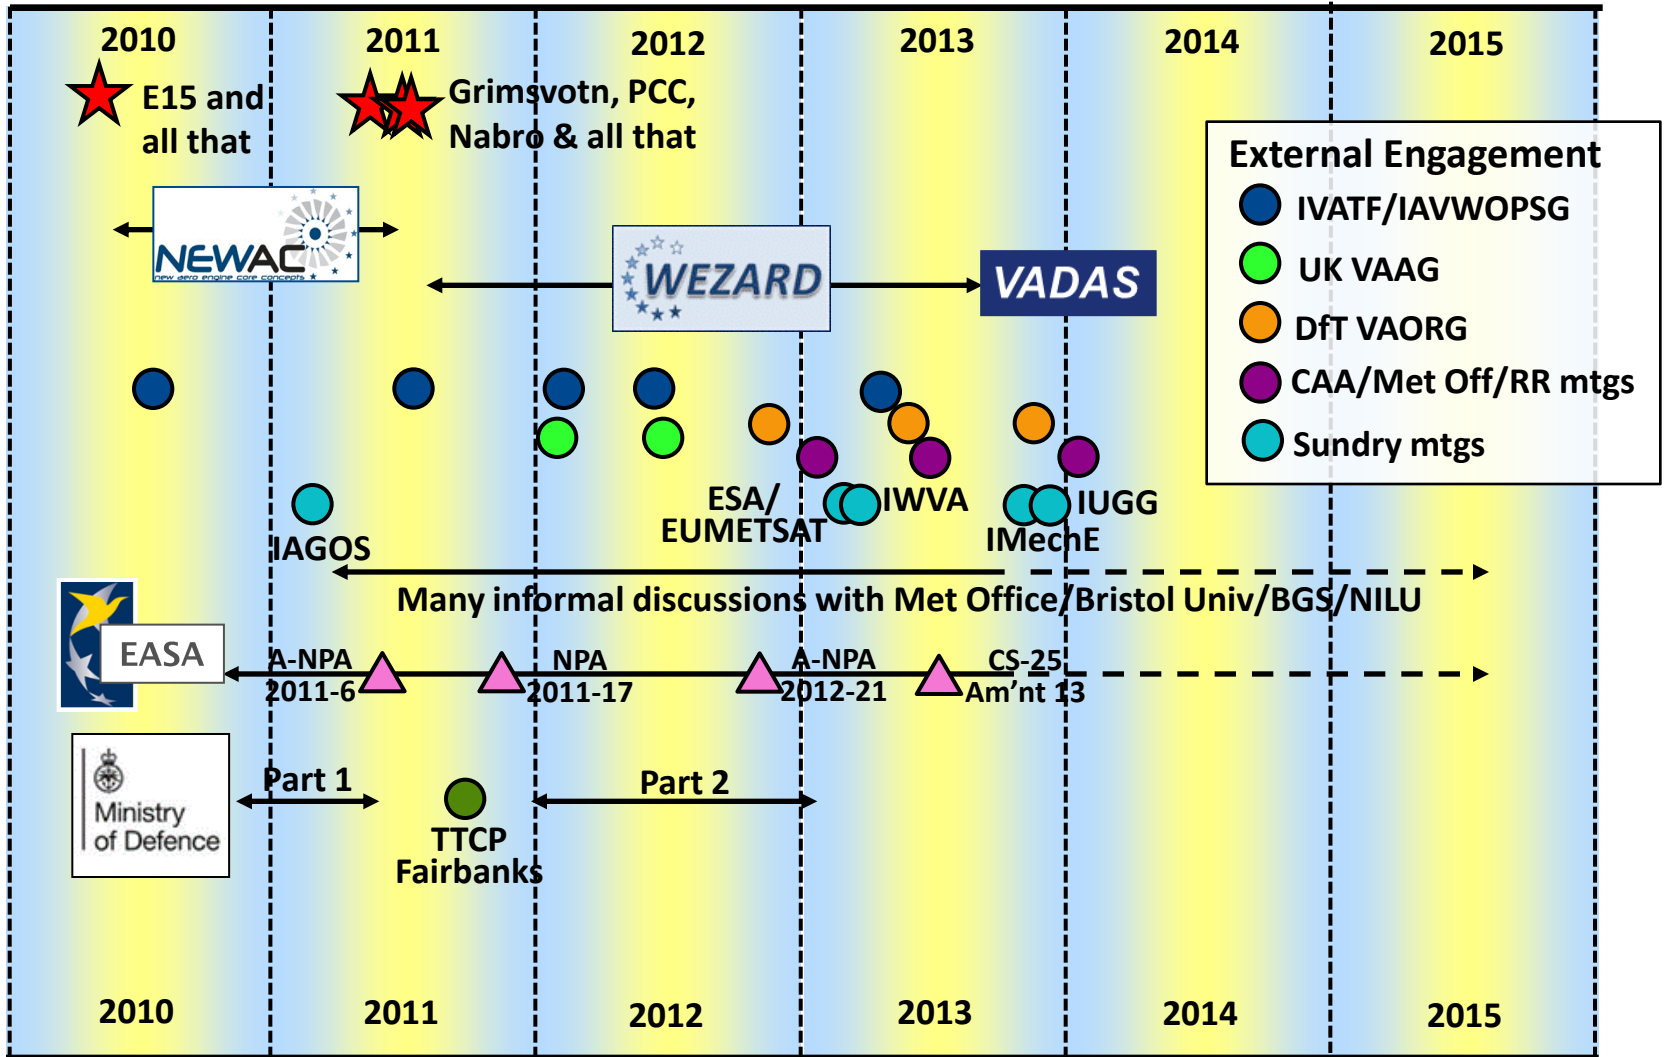 2010
2011
2012
2013
2014
2015
E15 and
all that
Grimsvotn, PCC,
Nabro & all that
External Engagement
IVATF/IAVWOPSG
UK VAAG
DfT VAORG
CAA/Met Off/RR mtgs
Sundry mtgs
NEWAC
new aero engine core concepts
WEZARD
VADAS
IAGOS
ESA/
EUMETSAT
IWVA
IMechE
IUGG
Many informal discussions with Met Office/Bristol Univ/BGS/NILU
EASA
A-NPA
2011-6
NPA
2011-17
A-NPA
2012-21
CS-25
Am'nt 13
Ministry
of Defence
Part 1
TTCP
Fairbanks
Part 2
2010
2011
2012
2013
2014
2015